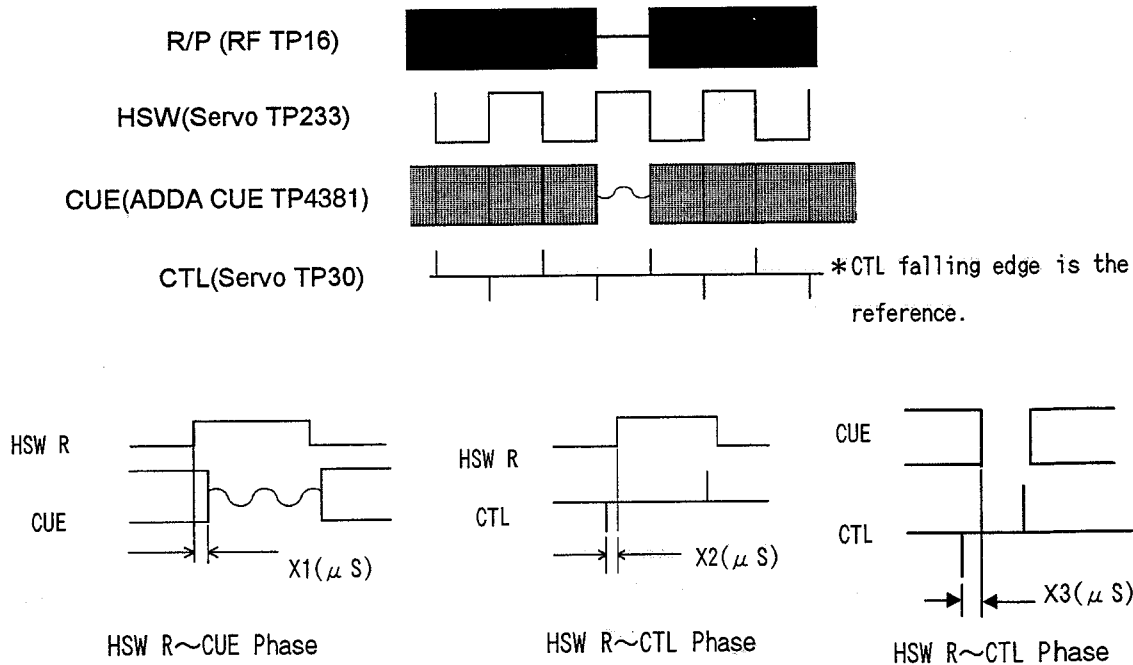 R/P (RF TP16)
HSW(Servo TP233)
CUE(ADDA CUE TP4381)
CTL(Servo TP30)
*CTL falling edge is the
reference.
HSW R
CUE
X1(μS)
HSW R~CUE Phase
HSW R
CTL
X2(μS)
HSW R~CTL Phase
CUE
CTL
X3(μS)
HSW R~CTL Phase